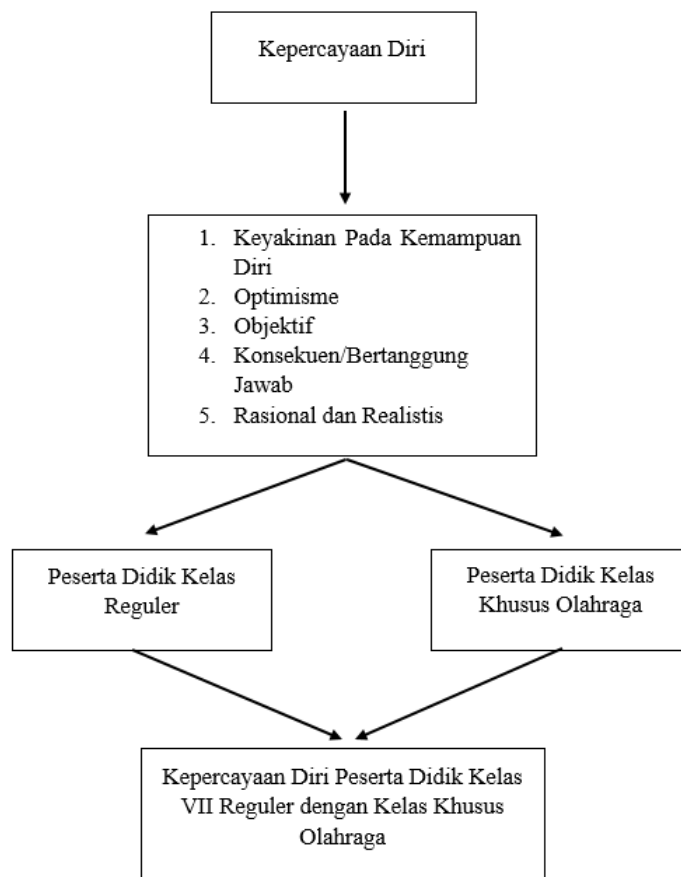 Kepercayaan Diri
1. Keyakinan Pada Kemampuan
Diri
2. Optimisme
3. Objektif
4. Konsekuen/Bertanggung
Jawab
5. Rasional dan Realistis
Peserta Didik Kelas
Reguler
Peserta Didik Kelas
Khusus Olahraga
Kepercayaan Diri Peserta Didik Kelas
VII Reguler dengan Kelas Khusus
Olahraga